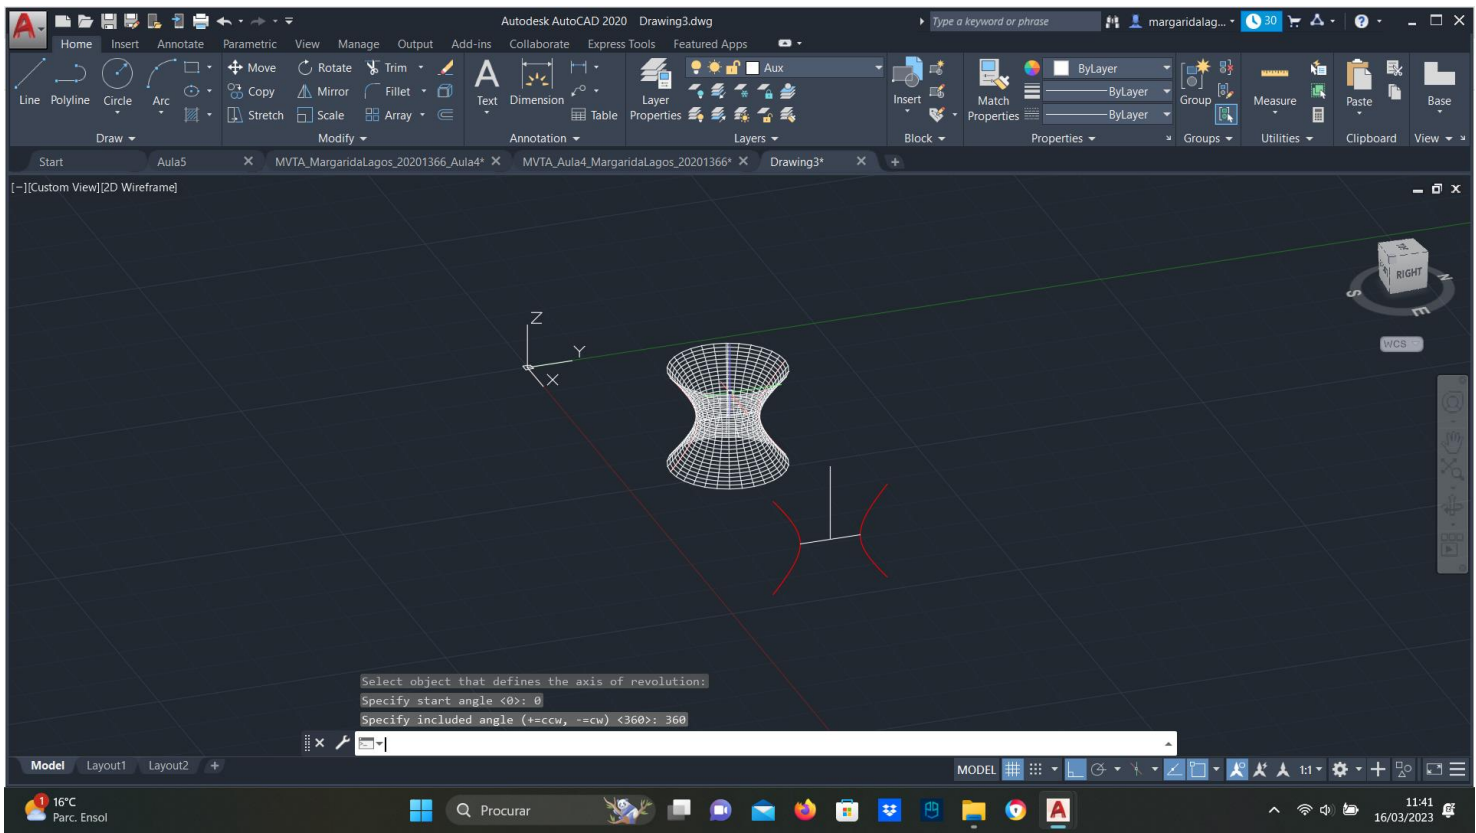 Autodesk AutoCAD 2020 Drawing3.dwg
Type a keyword or phrase
margaridalag...
30
Home Insert Annotate Parametric View Manage Output Add-ins Collaborate Express Tools Featured Apps
Line Polyline Circle Arc
Move Rotate Trim
Copy Mirror Fillet
Stretch Scale Array
Text Dimension
Table
Layer
Properties
Aux
Insert
Match
Properties
ByLayer
ByLayer
ByLayer
Group
Measure
Paste
Base
Draw Modify Annotation Layers Block Properties Groups Utilities Clipboard View
Start Aula5 MVTA_MargaridaLagos_20201366_Aula4* MVTA_Aula4_MargaridaLagos_20201366* Drawing3*
[−][Custom View][2D Wireframe]
RIGHT
N
S
E
WCS
Z
Y
X
Select object that defines the axis of revolution:
Specify start angle <0>: 0
Specify included angle (+=ccw, -=cw) <360>: 360
Model Layout1 Layout2 +
MODEL
1:1
1
16°C
Parc. Ensol
Procurar
11:41
16/03/2023